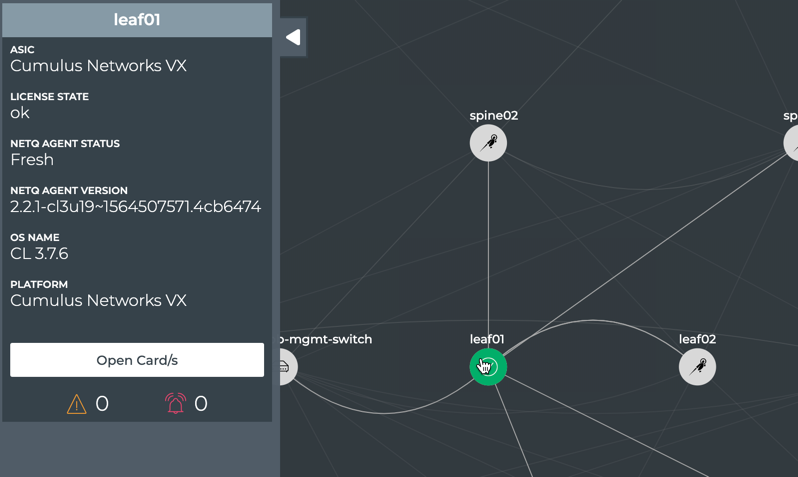 leaf01
ASIC
Cumulus Networks VX
LICENSE STATE
ok
NETQ AGENT STATUS
Fresh
NETQ AGENT VERSION
2.2.1-cl3u19~1564507571.4cb6474
OS NAME
CL 3.7.6
PLATFORM
Cumulus Networks VX
Open Card/s
0 0
spine02
sp
-mgmt-switch
leaf01
leaf02